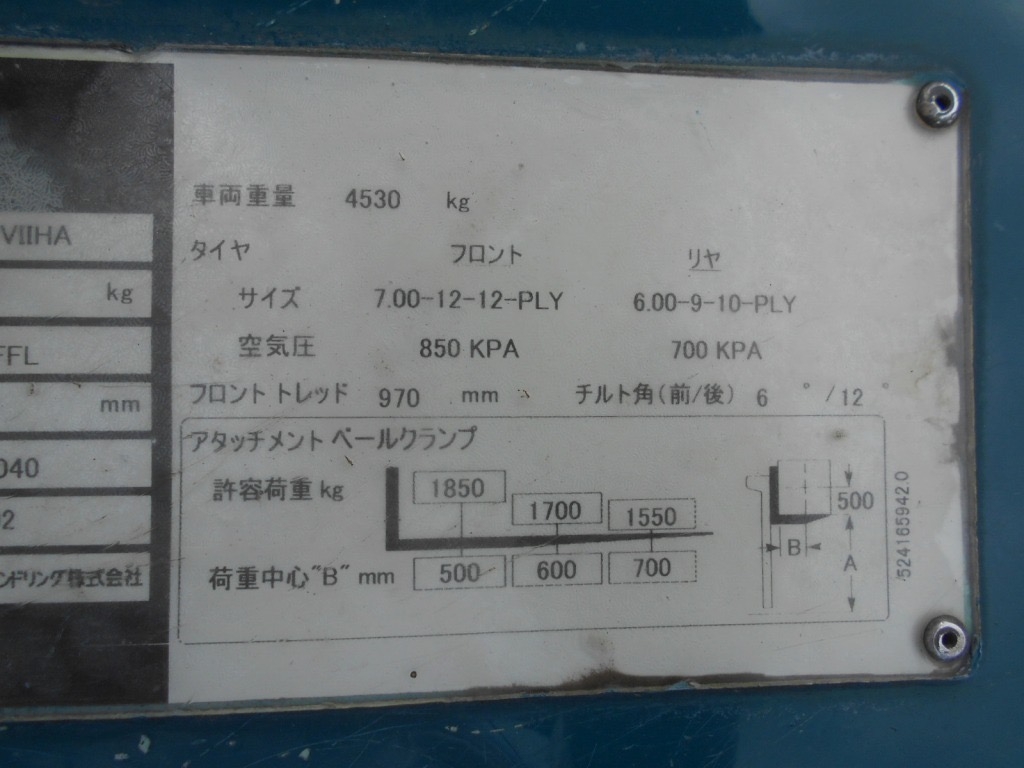 VIIHA
kg
FFL
mm
040
2
ンドリング株式会社
車両重量 4530 kg
タイヤ フロント リヤ
サイズ 7.00-12-12-PLY 6.00-9-10-PLY
空気圧 850 KPA 700 KPA
フロント トレッド 970 mm チルト角(前/後) 6 ° /12 °
アタッチメント ベールクランプ
許容荷重 kg 1850 1700 1550
荷重中心"B" mm 500 600 700
500
B
A
524165942.0